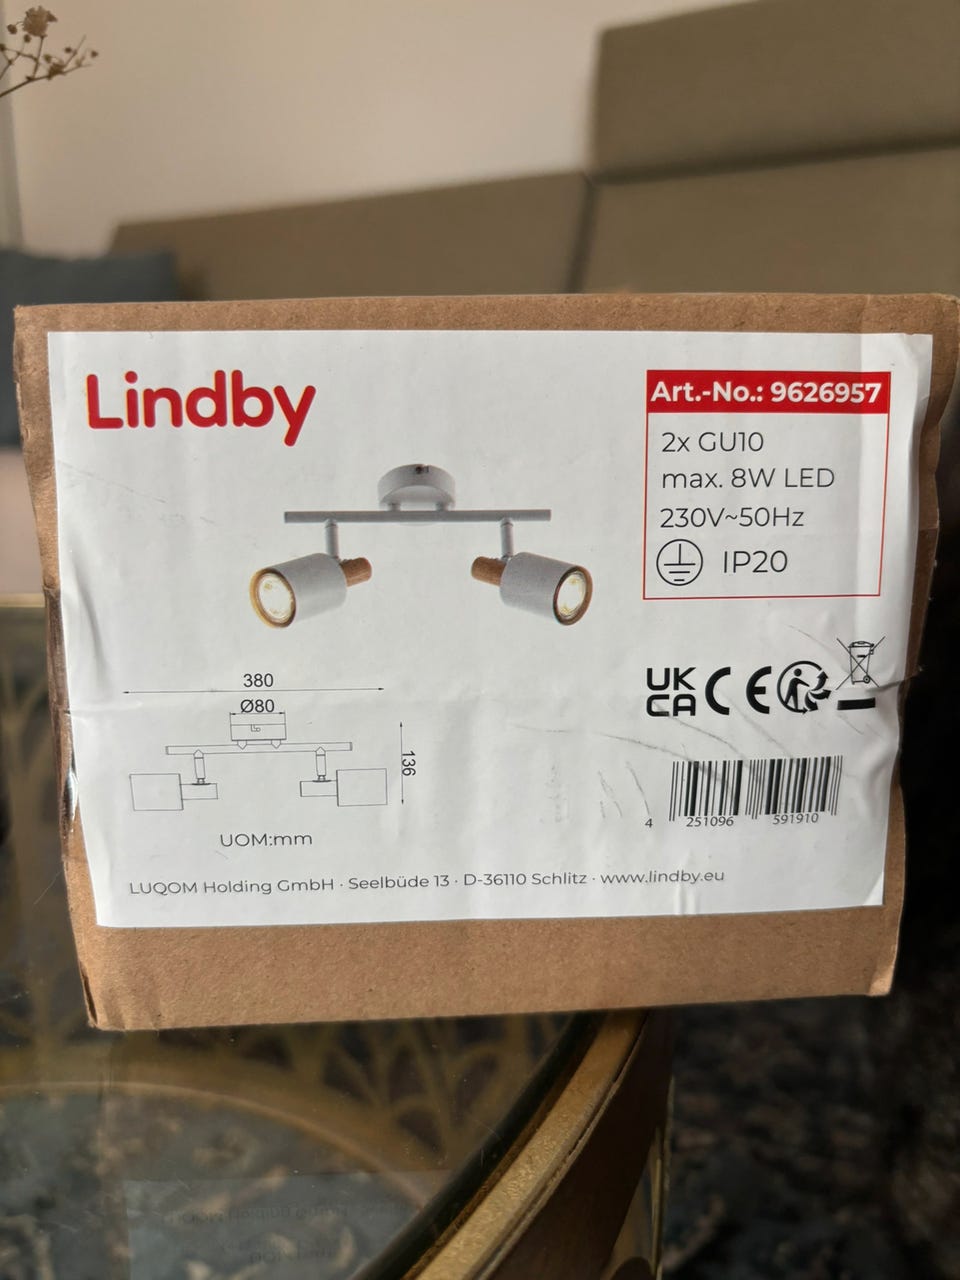 Lindby
Art.-No.: 9626957
2x GU10
max. 8W LED
230V~50Hz
IP20
380
Ø80
136
UOM:mm
UK
CA
CE
4 251096 591910
LUQOM Holding GmbH · Seelbüde 13 · D-36110 Schlitz · www.lindby.eu